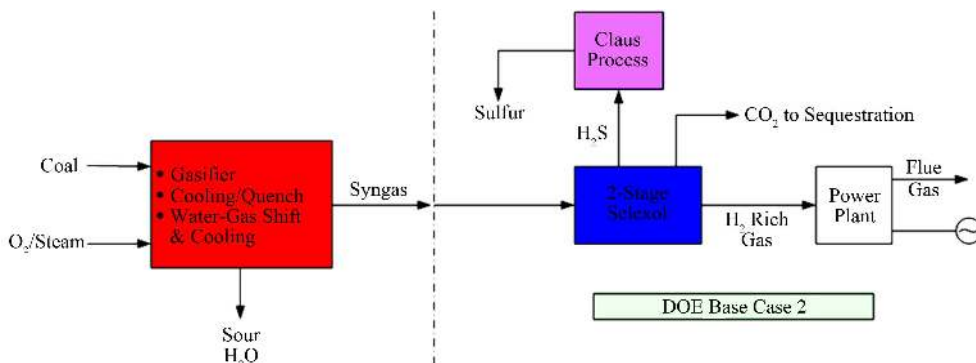 Claus
Process
Sulfur
H₂S
CO₂ to Sequestration
Coal
• Gasifier
• Cooling/Quench
• Water-Gas Shift
& Cooling
O₂/Steam
Syngas
2-Stage
Selexol
H₂ Rich
Gas
Power
Plant
Flue
Gas
Sour
H₂O
DOE Base Case 2